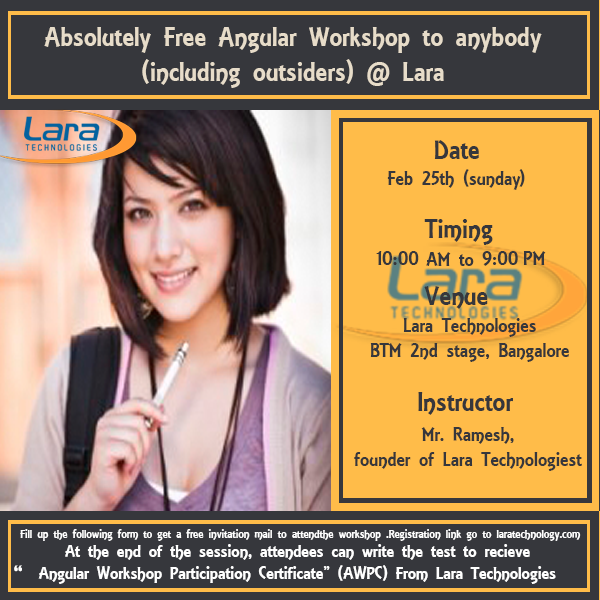 Absolutely Free Angular Workshop to anybody
(including outsiders) @ Lara
Lara
TECHNOLOGIES
Date
Feb 25th (sunday)
Timing
10:00 AM to 9:00 PM
Lara
TECHNOLOGIES
Venue
Lara Technologies
BTM 2nd stage, Bangalore
Instructor
Mr. Ramesh,
founder of Lara Technologiest
Fill up the following form to get a free invitation mail to attendthe workshop .Registration link go to laratechnology.com
At the end of the session, attendees can write the test to recieve
“ Angular Workshop Participation Certificate” (AWPC) From Lara Technologies